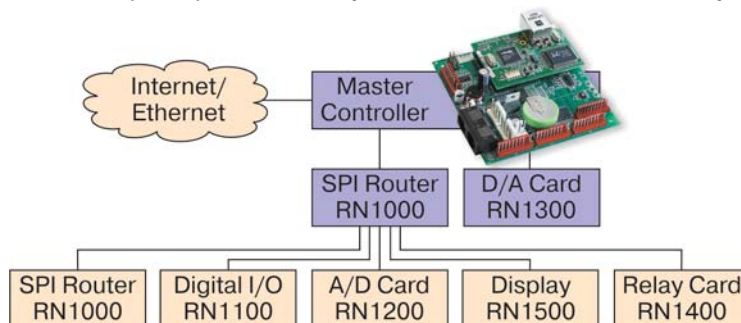 Internet/
Ethernet
Master
Controller
SPI Router
RN1000
D/A Card
RN1300
SPI Router
RN1000
Digital I/O
RN1100
A/D Card
RN1200
Display
RN1500
Relay Card
RN1400